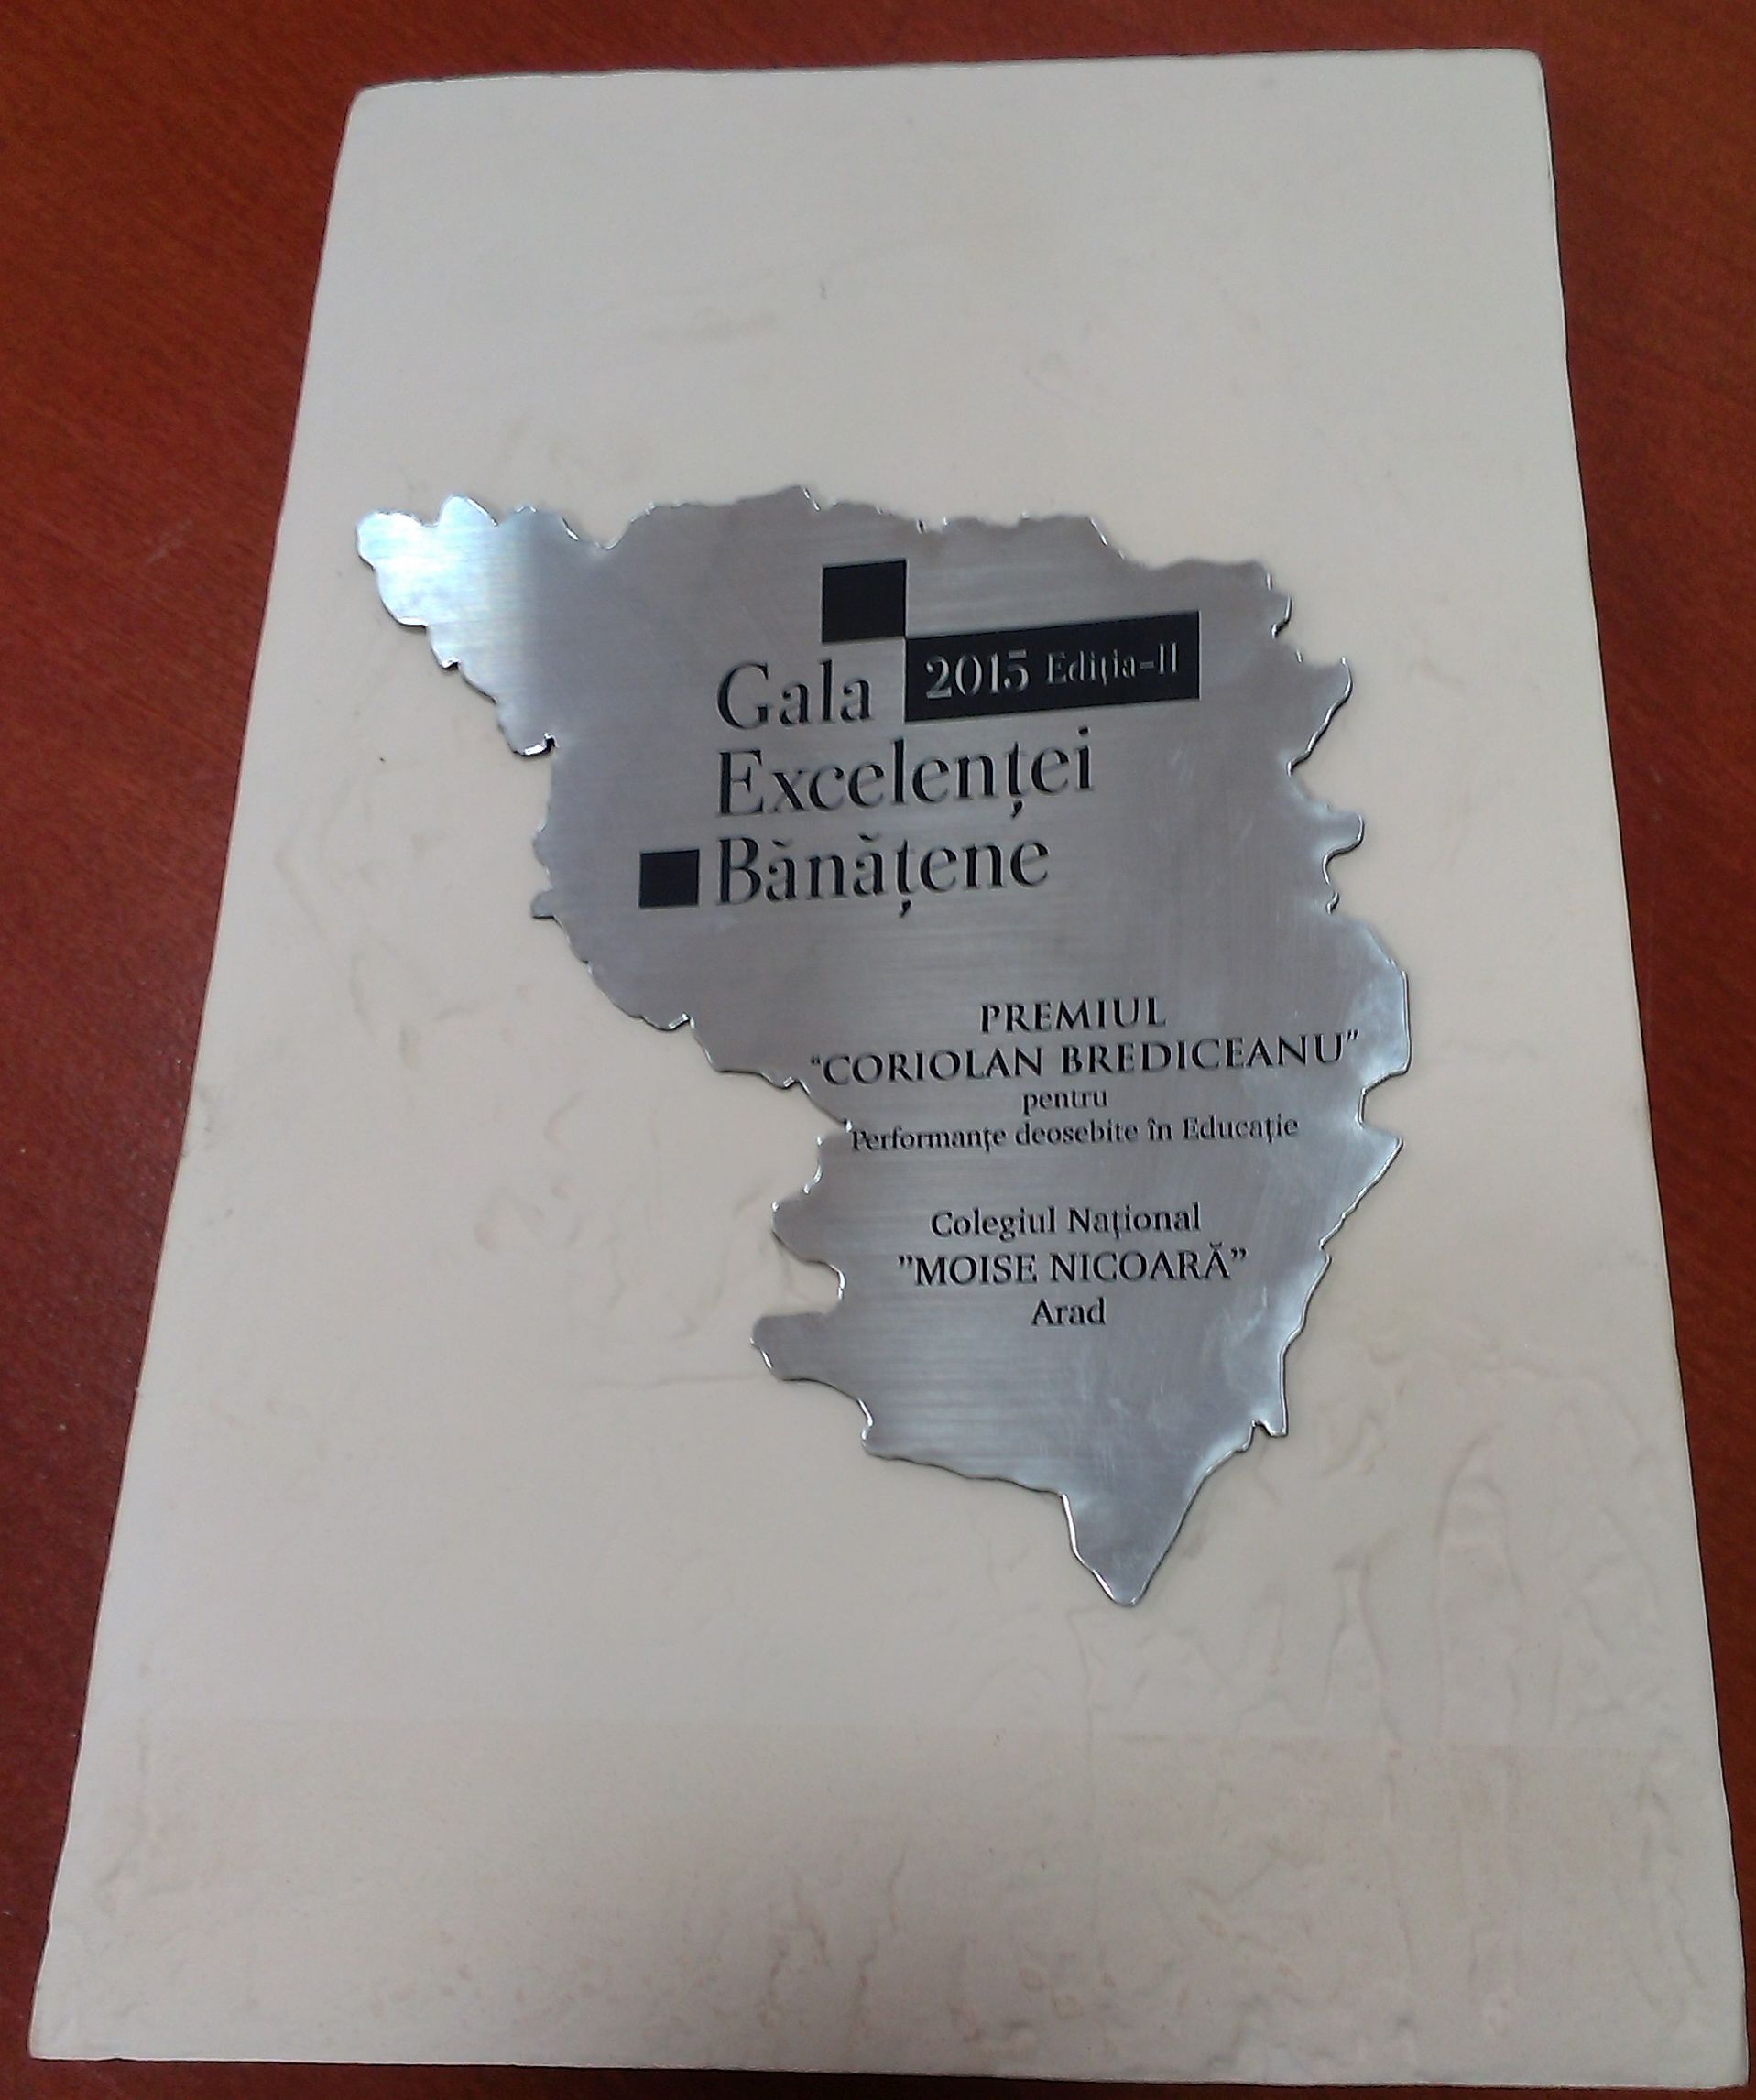 Gala
2015 Ediția-II
Excelenței
Bănățene
PREMIUL
“CORIOLAN BREDICEANU”
pentru
Performanțe deosebite în Educație
Colegiul Național
”MOISE NICOARĂ”
Arad